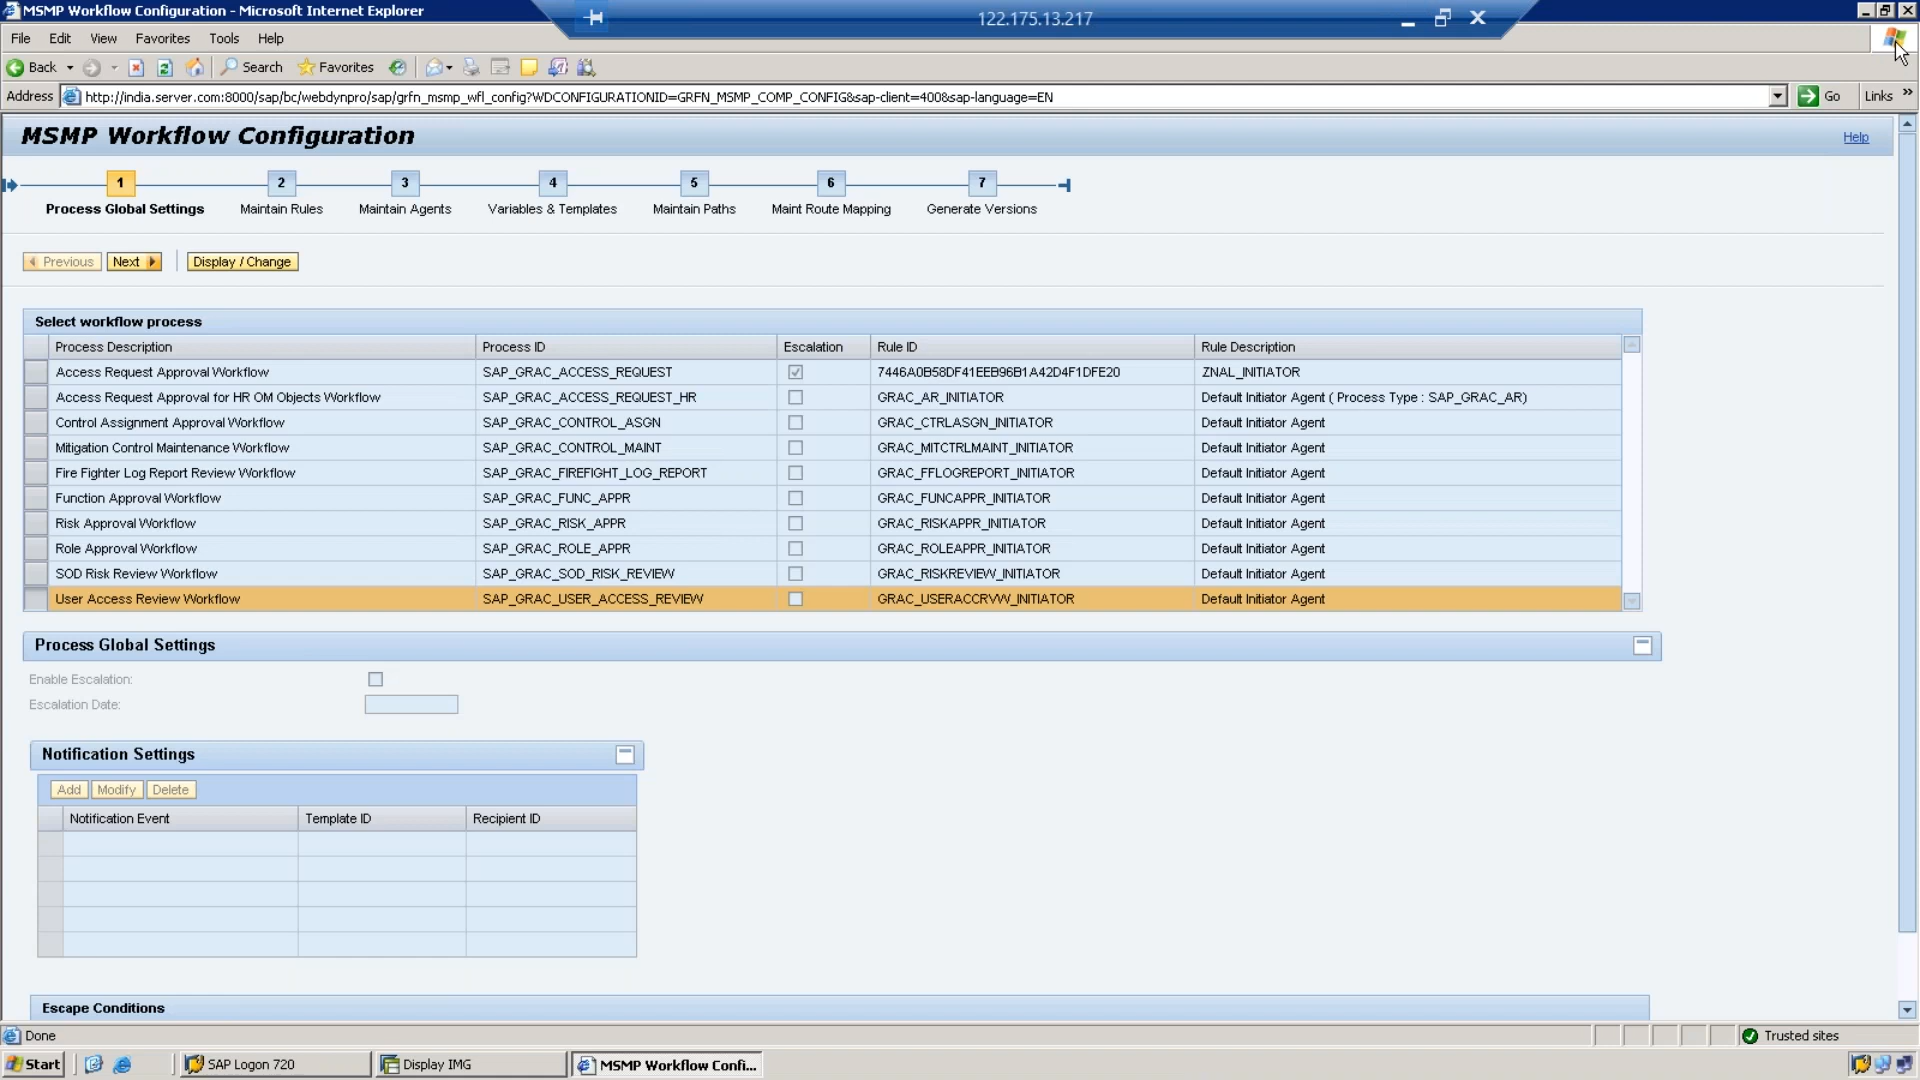 MSMP Workflow Configuration - Microsoft Internet Explorer
122.175.13.217
File Edit View Favorites Tools Help
Back Search Favorites
Address http://india.server.com:8000/sap/bc/webdynpro/sap/grfn_msmp_wfl_config?WDCONFIGURATIONID=GRFN_MSMP_COMP_CONFIG&sap-client=400&sap-language=EN Go Links »
MSMP Workflow Configuration Help
1 2 3 4 5 6 7
Process Global Settings Maintain Rules Maintain Agents Variables & Templates Maintain Paths Maint Route Mapping Generate Versions
Previous Next Display / Change
Select workflow process
Process Description Process ID Escalation Rule ID Rule Description
Access Request Approval Workflow SAP_GRAC_ACCESS_REQUEST 7446A0B58DF41EEB96B1A42D4F1DFE20 ZNAL_INITIATOR
Access Request Approval for HR OM Objects Workflow SAP_GRAC_ACCESS_REQUEST_HR GRAC_AR_INITIATOR Default Initiator Agent ( Process Type : SAP_GRAC_AR)
Control Assignment Approval Workflow SAP_GRAC_CONTROL_ASGN GRAC_CTRLASGN_INITIATOR Default Initiator Agent
Mitigation Control Maintenance Workflow SAP_GRAC_CONTROL_MAINT GRAC_MITCTRLMAINT_INITIATOR Default Initiator Agent
Fire Fighter Log Report Review Workflow SAP_GRAC_FIREFIGHT_LOG_REPORT GRAC_FFLOGREPORT_INITIATOR Default Initiator Agent
Function Approval Workflow SAP_GRAC_FUNC_APPR GRAC_FUNCAPPR_INITIATOR Default Initiator Agent
Risk Approval Workflow SAP_GRAC_RISK_APPR GRAC_RISKAPPR_INITIATOR Default Initiator Agent
Role Approval Workflow SAP_GRAC_ROLE_APPR GRAC_ROLEAPPR_INITIATOR Default Initiator Agent
SOD Risk Review Workflow SAP_GRAC_SOD_RISK_REVIEW GRAC_RISKREVIEW_INITIATOR Default Initiator Agent
User Access Review Workflow SAP_GRAC_USER_ACCESS_REVIEW GRAC_USERACCRVW_INITIATOR Default Initiator Agent
Process Global Settings
Enable Escalation:
Escalation Date:
Notification Settings
Add Modify Delete
Notification Event Template ID Recipient ID
Escape Conditions
Done Trusted sites
Start SAP Logon 720 Display IMG MSMP Workflow Confi...